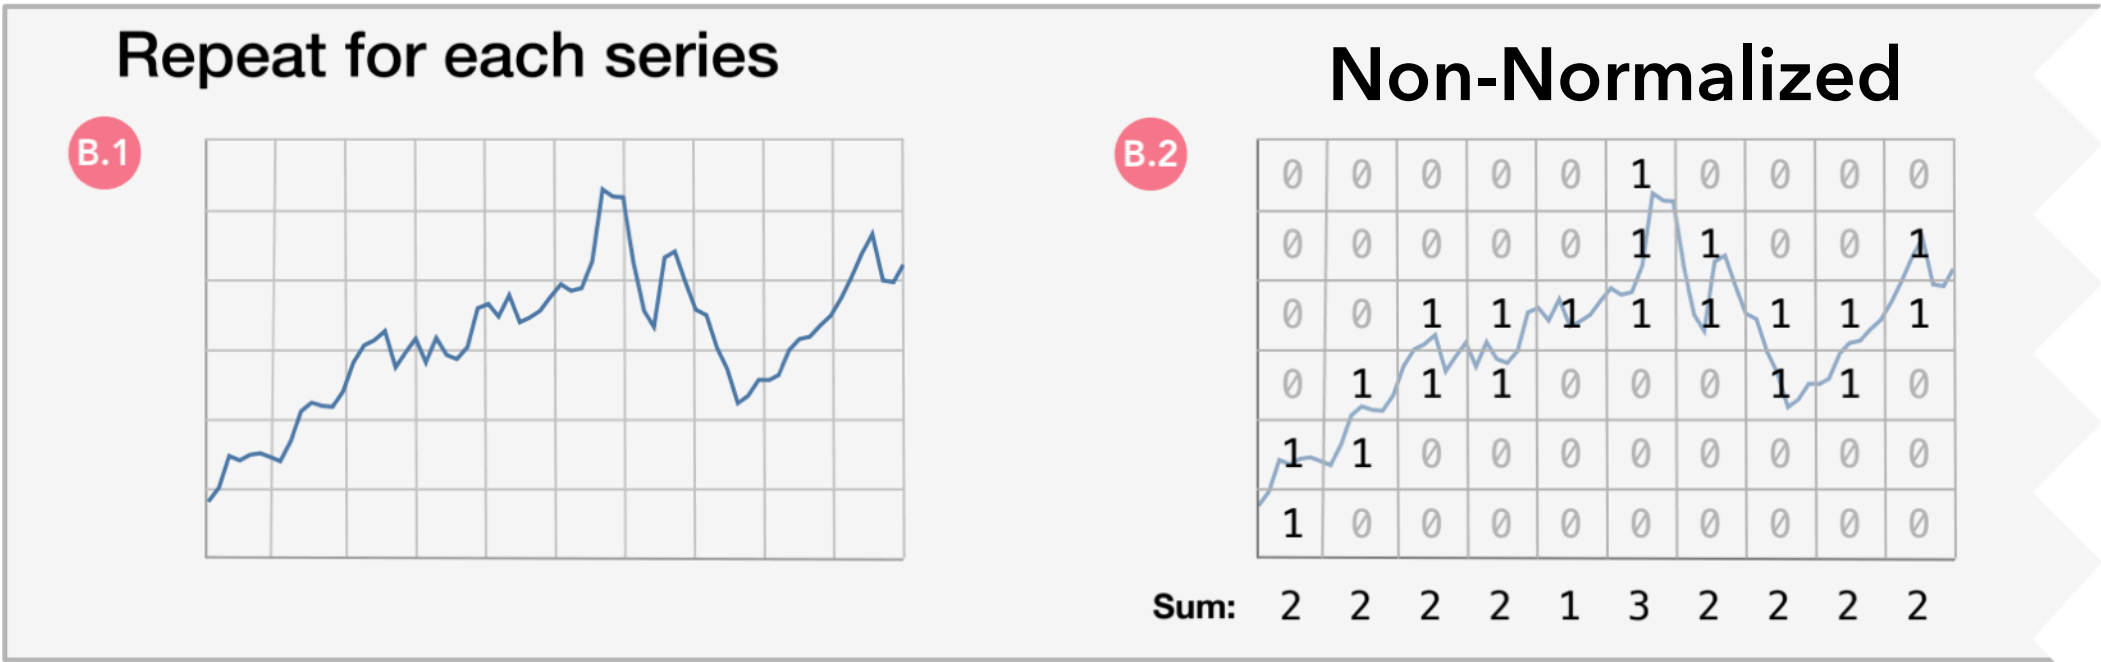 Repeat for each series
Non-Normalized
B.1
B.2
0 0 0 0 0 1 0 0 0 0
0 0 0 0 0 1 1 0 0 1
0 0 1 1 1 1 1 1 1 1
0 1 1 1 0 0 0 1 1 0
1 1 0 0 0 0 0 0 0 0
1 0 0 0 0 0 0 0 0 0
Sum: 2 2 2 2 1 3 2 2 2 2